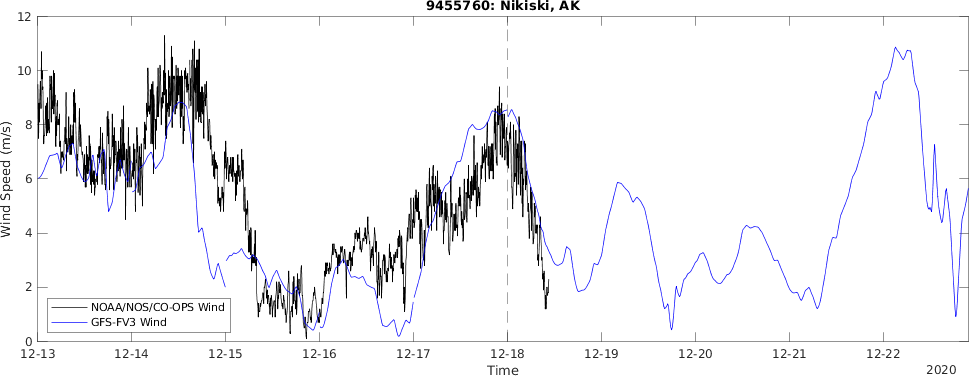 9455760: Nikiski, AK
12
10
8
6
4
2
0
Wind Speed (m/s)
NOAA/NOS/CO-OPS Wind
GFS-FV3 Wind
12-13 12-14 12-15 12-16 12-17 12-18 12-19 12-20 12-21 12-22
Time
2020